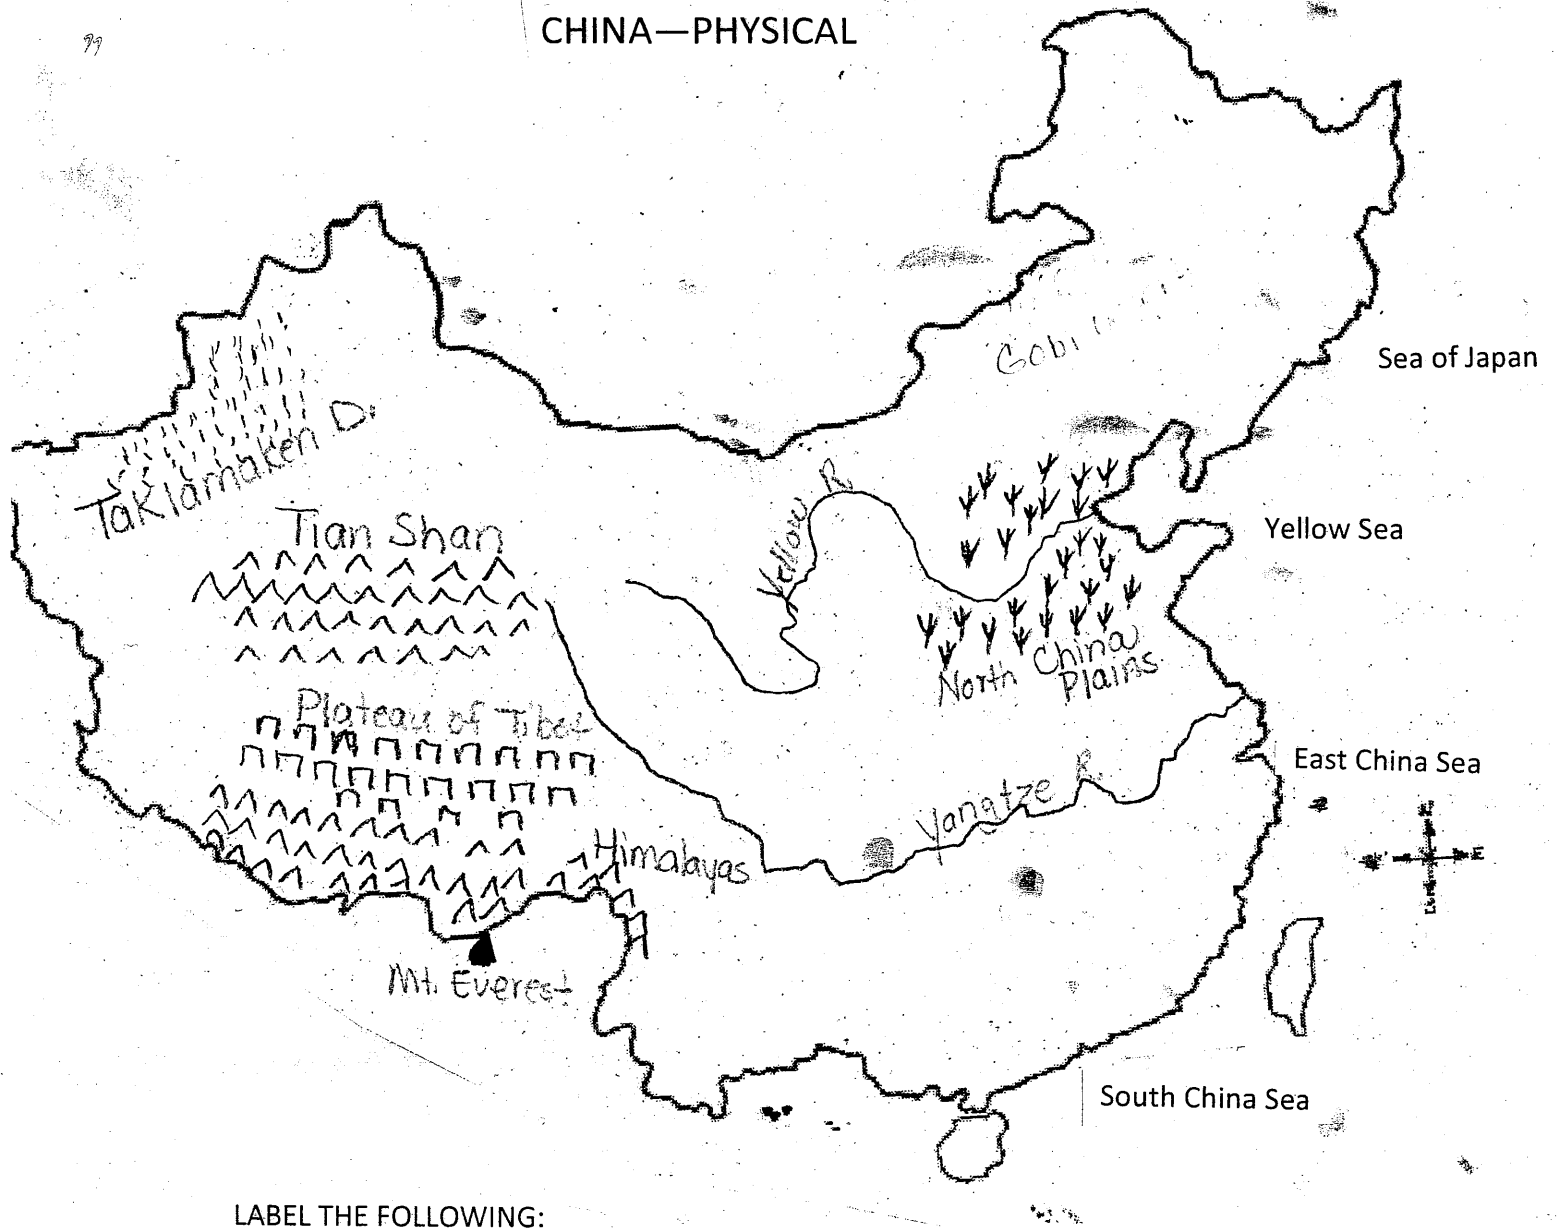 CHINA—PHYSICAL
Gobi
Sea of Japan
Taklamaken D.
Yellow R.
Tian Shan
Yellow Sea
North China
Plains
Plateau of Tibet
East China Sea
Yangtze R.
Himalayas
N
E
Mt. Everest
South China Sea
LABEL THE FOLLOWING: